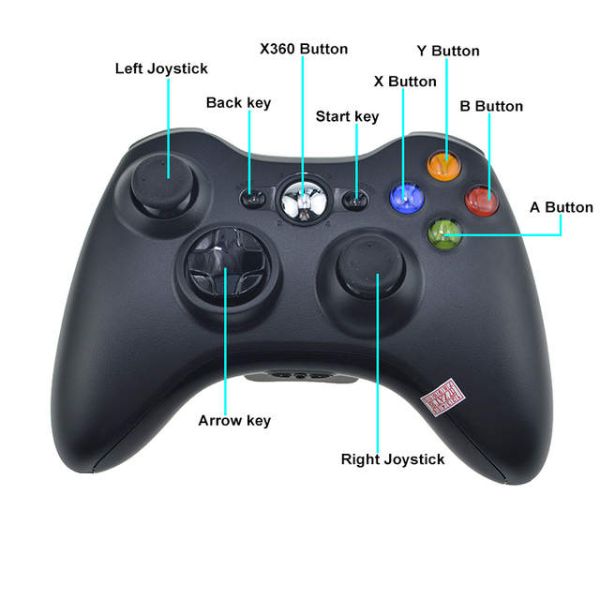 X360 Button
Y Button
Left Joystick
X Button
Back key
B Button
Start key
A Button
Arrow key
Right Joystick